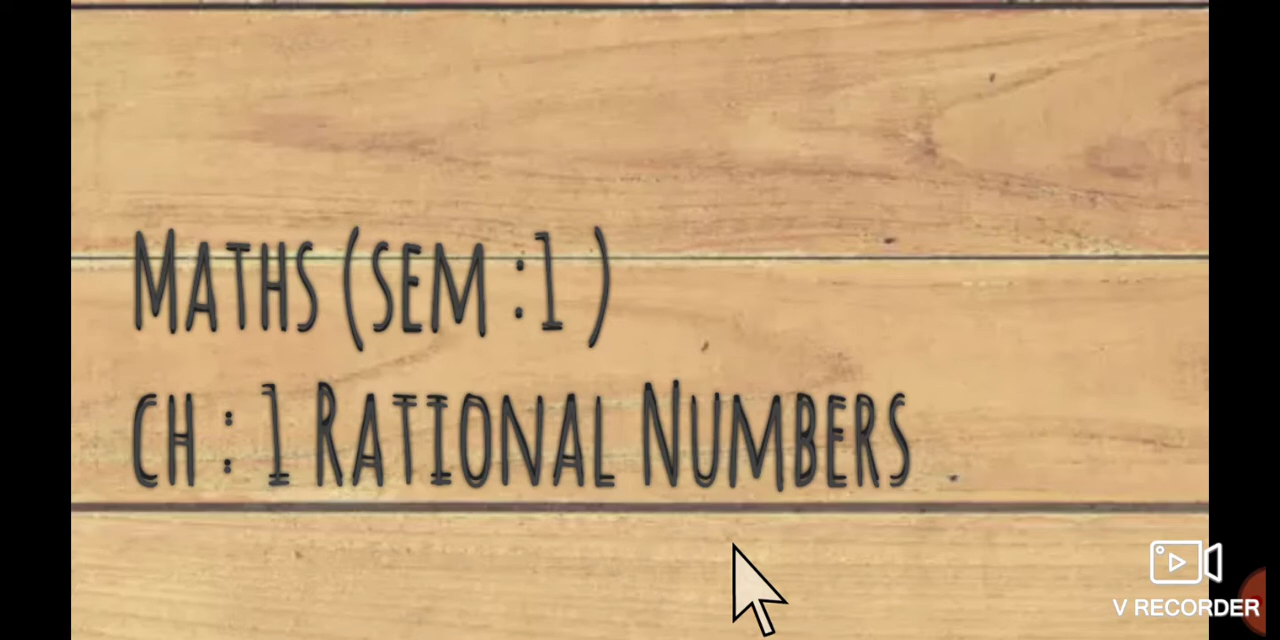 Maths (sem :1 )
ch : 1 Rational Numbers
V RECORDER